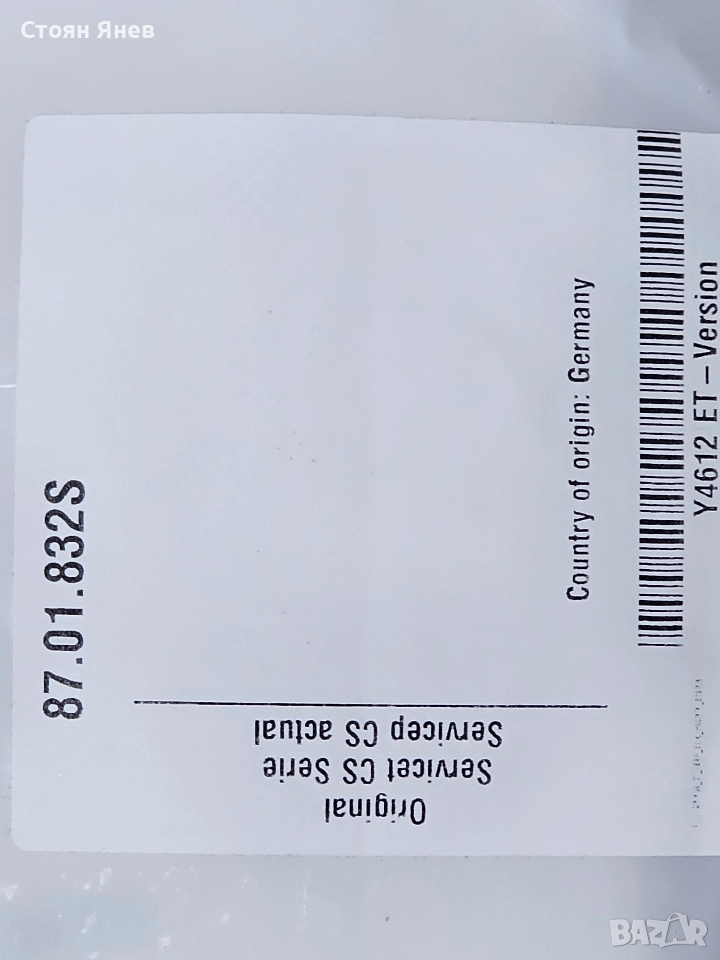 Стоян Янев
87.01.832S
Country of origin: Germany
Y4612 ET – Version
Original
Servicet CS Serie
Servicep CS actual
BAZAR